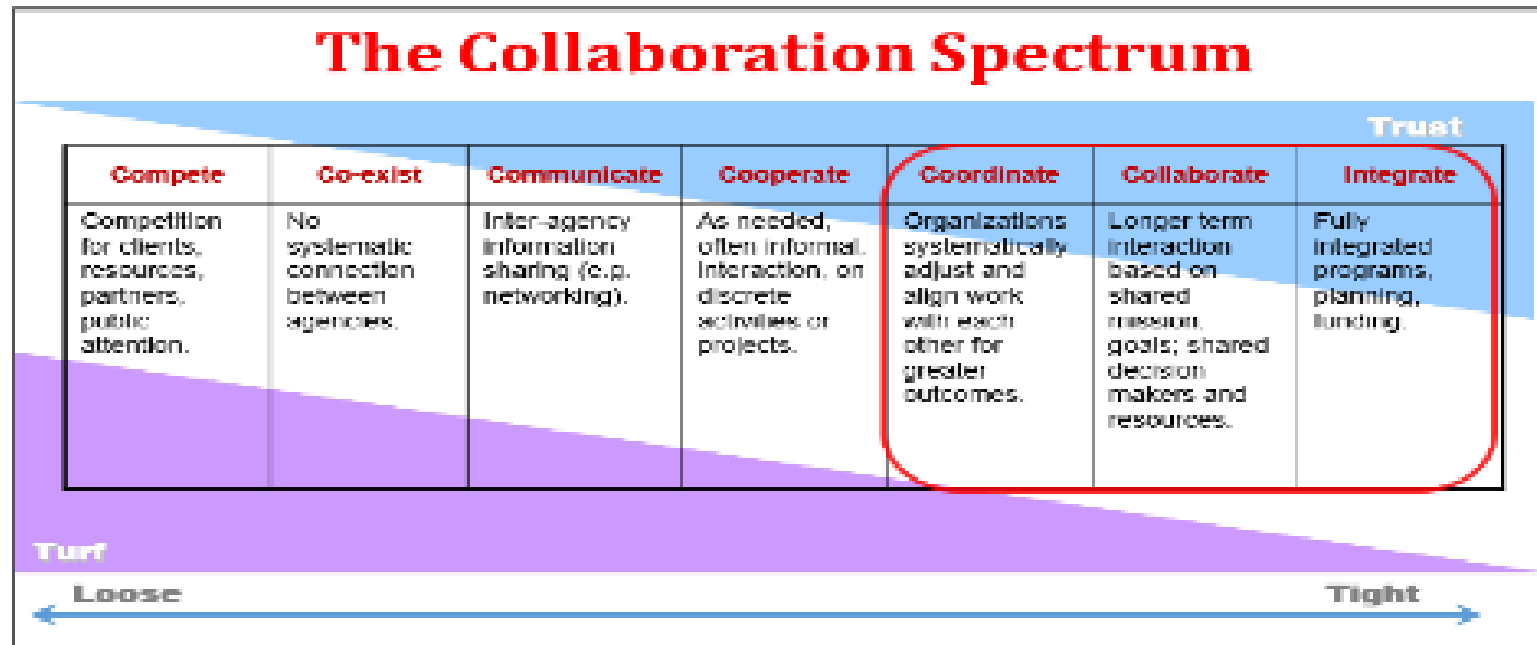 The Collaboration Spectrum
Trust
Compete
Co-exist
Communicate
Cooperate
Coordinate
Collaborate
Integrate
Competition
for clients,
resources,
partners,
public
attention.
No
systematic
connection
between
agencies.
Inter-agency
information
sharing (e.g.
networking).
As needed,
often informal,
interaction, on
discrete
activities or
projects.
Organizations
systematically
adjust and
align work
with each
other for
greater
outcomes.
Longer term
interaction
based on
shared
mission,
goals; shared
decision
makers and
resources.
Fully
integrated
programs,
planning,
funding.
Turf
Loose
Tight